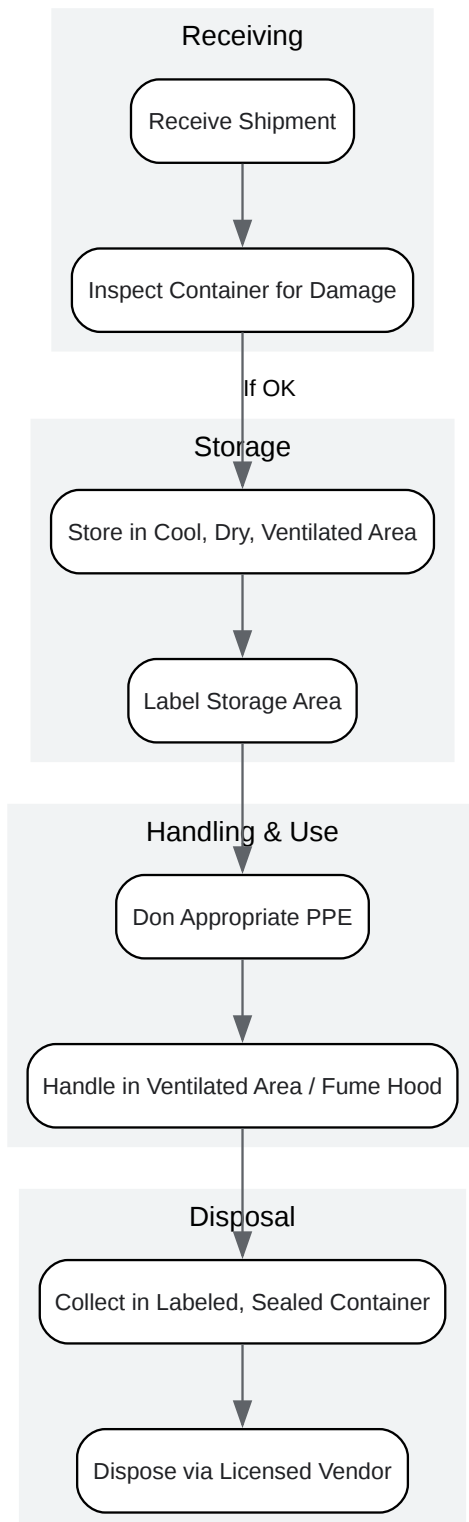 Receiving
Receive Shipment
Inspect Container for Damage
If OK
Storage
Store in Cool, Dry, Ventilated Area
Label Storage Area
Handling & Use
Don Appropriate PPE
Handle in Ventilated Area / Fume Hood
Disposal
Collect in Labeled, Sealed Container
Dispose via Licensed Vendor